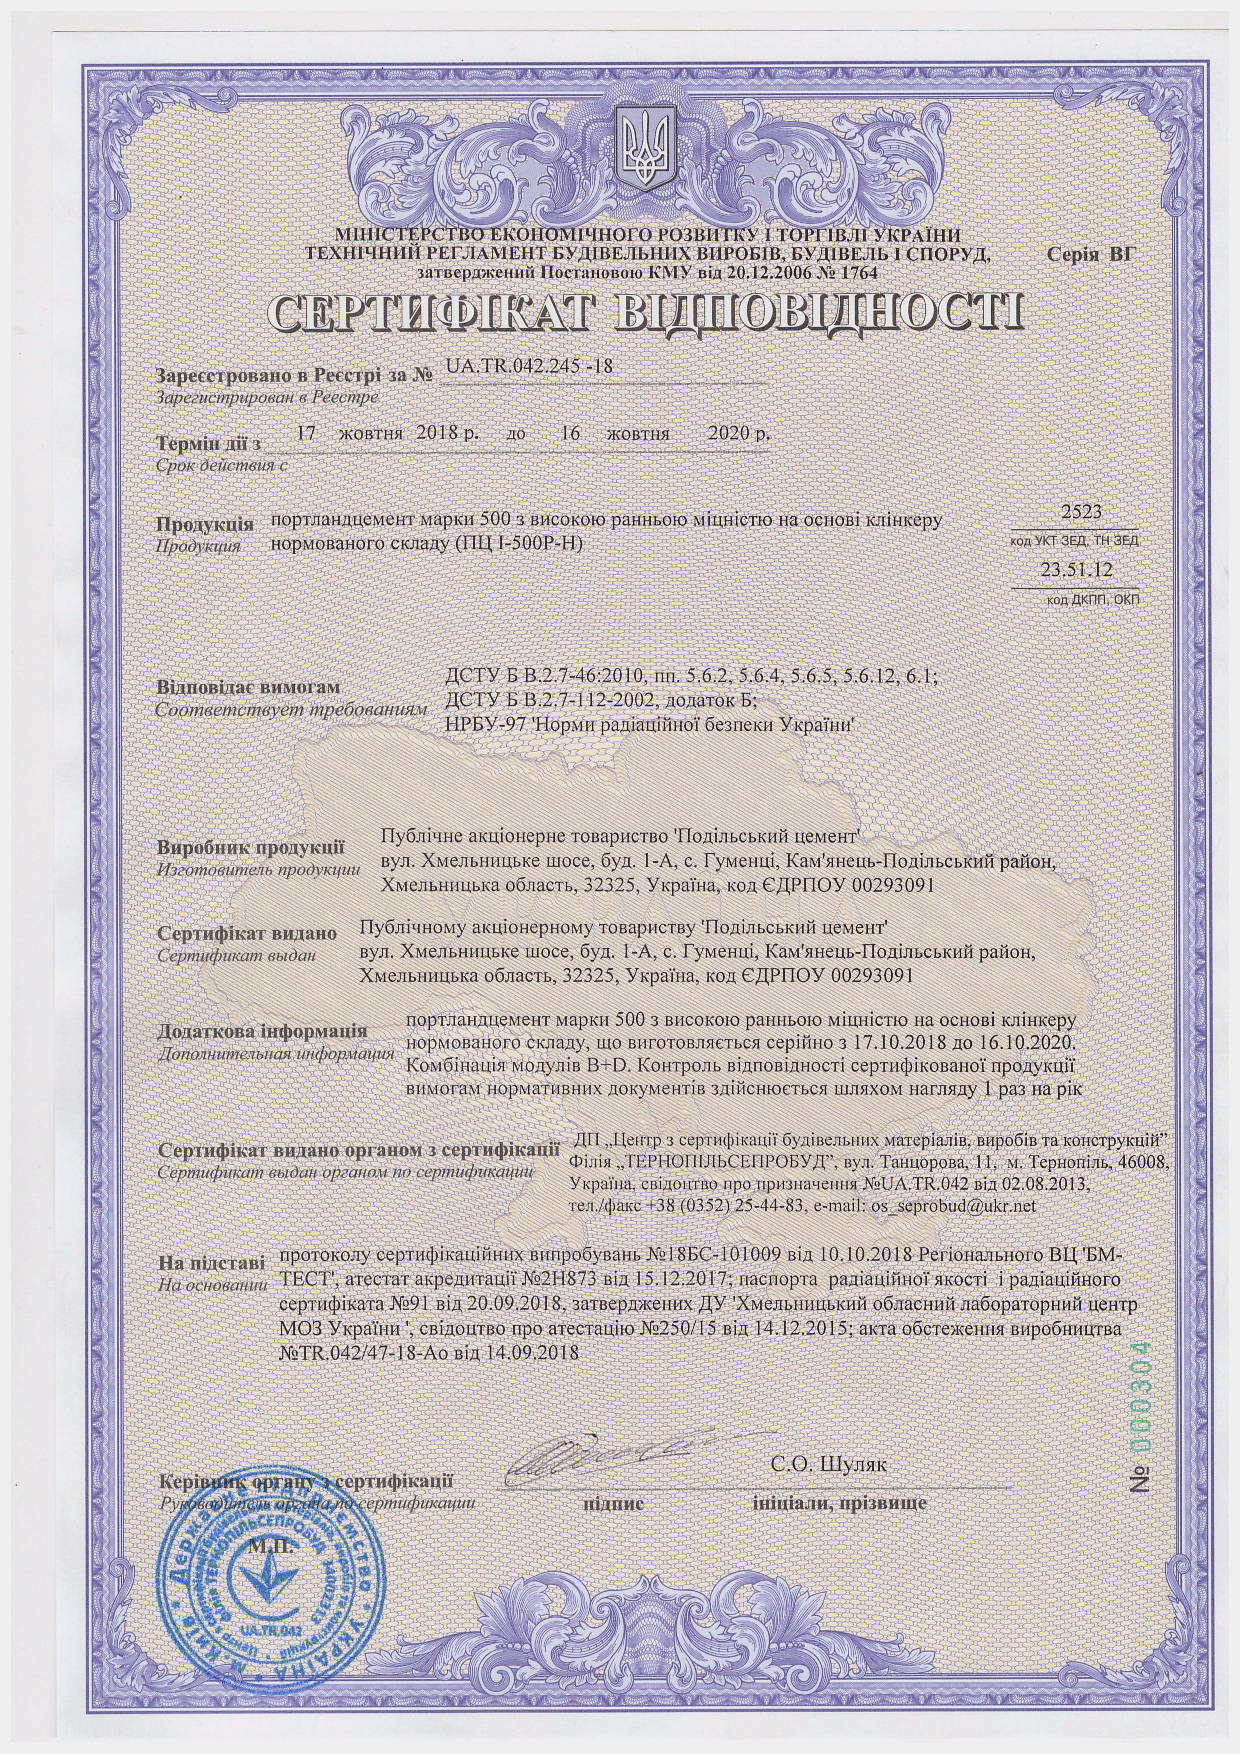 МІНІСТЕРСТВО ЕКОНОМІЧНОГО РОЗВИТКУ І ТОРГІВЛІ УКРАЇНИ
ТЕХНІЧНИЙ РЕГЛАМЕНТ БУДІВЕЛЬНИХ ВИРОБІВ, БУДІВЕЛЬ І СПОРУД,
затверджений Постановою КМУ від 20.12.2006 № 1764
Серія ВГ
СЕРТИФІКАТ ВІДПОВІДНОСТІ
Зареєстровано в Реєстрі за № UA.TR.042.245 -18
Зарегистрирован в Реестре
Термін дії з 17 жовтня 2018 р. до 16 жовтня 2020 р.
Срок действия с
Продукція портландцемент марки 500 з високою ранньою міцністю на основі клінкеру
Продукция нормованого складу (ПЦ І-500Р-Н)
2523
код УКТ ЗЕД, ТН ЗЕД
23.51.12
код ДКПП, ОКП
Відповідає вимогам
Соответствует требованиям
ДСТУ Б В.2.7-46:2010, пп. 5.6.2, 5.6.4, 5.6.5, 5.6.12, 6.1;
ДСТУ Б В.2.7-112-2002, додаток Б;
НРБУ-97 'Норми радіаційної безпеки України'
Виробник продукції
Изготовитель продукции
Публічне акціонерне товариство 'Подільський цемент'
вул. Хмельницьке шосе, буд. 1-А, с. Гуменці, Кам'янець-Подільський район,
Хмельницька область, 32325, Україна, код ЄДРПОУ 00293091
Сертифікат видано
Сертификат выдан
Публічному акціонерному товариству 'Подільський цемент'
вул. Хмельницьке шосе, буд. 1-А, с. Гуменці, Кам'янець-Подільський район,
Хмельницька область, 32325, Україна, код ЄДРПОУ 00293091
Додаткова інформація
Дополнительная информация
портландцемент марки 500 з високою ранньою міцністю на основі клінкеру
нормованого складу, що виготовляється серійно з 17.10.2018 до 16.10.2020.
Комбінація модулів B+D. Контроль відповідності сертифікованої продукції
вимогам нормативних документів здійснюється шляхом нагляду 1 раз на рік
Сертифікат видано органом з сертифікації
Сертификат выдан органом по сертификации
ДП „Центр з сертифікації будівельних матеріалів, виробів та конструкцій”
Філія „ТЕРНОПІЛЬСЕПРОБУД”, вул. Танцорова, 11, м. Тернопіль, 46008,
Україна, свідоцтво про призначення №UA.TR.042 від 02.08.2013,
тел./факс +38 (0352) 25-44-83, e-mail: os_seprobud@ukr.net
На підставі
На основании
протоколу сертифікаційних випробувань №18БС-101009 від 10.10.2018 Регіонального ВЦ 'БМ-
ТЕСТ', атестат акредитації №2Н873 від 15.12.2017; паспорта радіаційної якості і радіаційного
сертифіката №91 від 20.09.2018, затверджених ДУ 'Хмельницький обласний лабораторний центр
МОЗ України ', свідоцтво про атестацію №250/15 від 14.12.2015; акта обстеження виробництва
№TR.042/47-18-Ао від 14.09.2018
№ 000304
Керівник органу з сертифікації
Руководитель органа по сертификации
С.О. Шуляк
підпис
ініціали, прізвище
М.П.
Державне підприємство * УКРАЇНА * м. Київ *
ФІЛІЯ ТЕРНОПІЛЬСЕПРОБУД
UA.TR.042